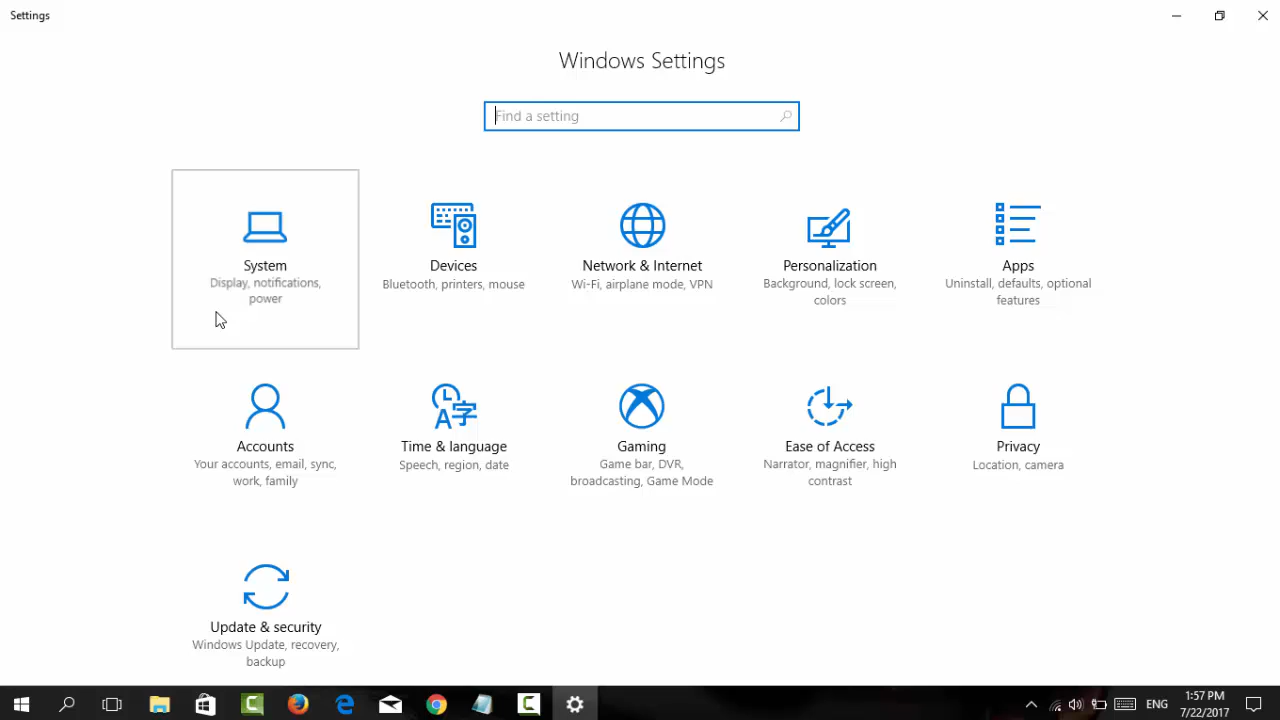 Settings
Windows Settings
Find a setting
System
Display, notifications,
power
Devices
Bluetooth, printers, mouse
Network & Internet
Wi-Fi, airplane mode, VPN
Personalization
Background, lock screen,
colors
Apps
Uninstall, defaults, optional
features
Accounts
Your accounts, email, sync,
work, family
Time & language
Speech, region, date
Gaming
Game bar, DVR,
broadcasting, Game Mode
Ease of Access
Narrator, magnifier, high
contrast
Privacy
Location, camera
Update & security
Windows Update, recovery,
backup
ENG
1:57 PM
7/22/2017